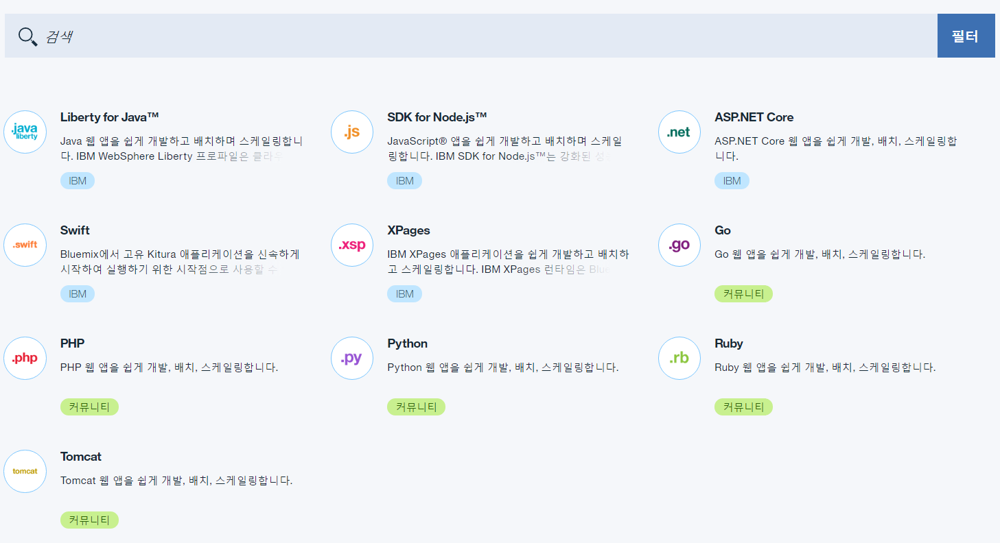 검색
필터
.java
liberty
Liberty for Java™
Java 웹 앱을 쉽게 개발하고 배치하며 스케일링합니
다. IBM WebSphere Liberty 프로파일은 클라우
IBM
.js
SDK for Node.js™
JavaScript® 앱을 쉽게 개발하고 배치하며 스케일
링합니다. IBM SDK for Node.js™는 강화된 성
IBM
.net
ASP.NET Core
ASP.NET Core 웹 앱을 쉽게 개발, 배치, 스케일링합
니다.
IBM
.swift
Swift
Bluemix에서 고유 Kitura 애플리케이션을 신속하게
시작하여 실행하기 위한 시작점으로 사용할 수
IBM
.xsp
XPages
IBM XPages 애플리케이션을 쉽게 개발하고 배치하
고 스케일링합니다. IBM XPages 런타임은 Blue
IBM
.go
Go
Go 웹 앱을 쉽게 개발, 배치, 스케일링합니다.
커뮤니티
.php
PHP
PHP 웹 앱을 쉽게 개발, 배치, 스케일링합니다.
커뮤니티
.py
Python
Python 웹 앱을 쉽게 개발, 배치, 스케일링합니다.
커뮤니티
.rb
Ruby
Ruby 웹 앱을 쉽게 개발, 배치, 스케일링합니다.
커뮤니티
tomcat
Tomcat
Tomcat 웹 앱을 쉽게 개발, 배치, 스케일링합니다.
커뮤니티